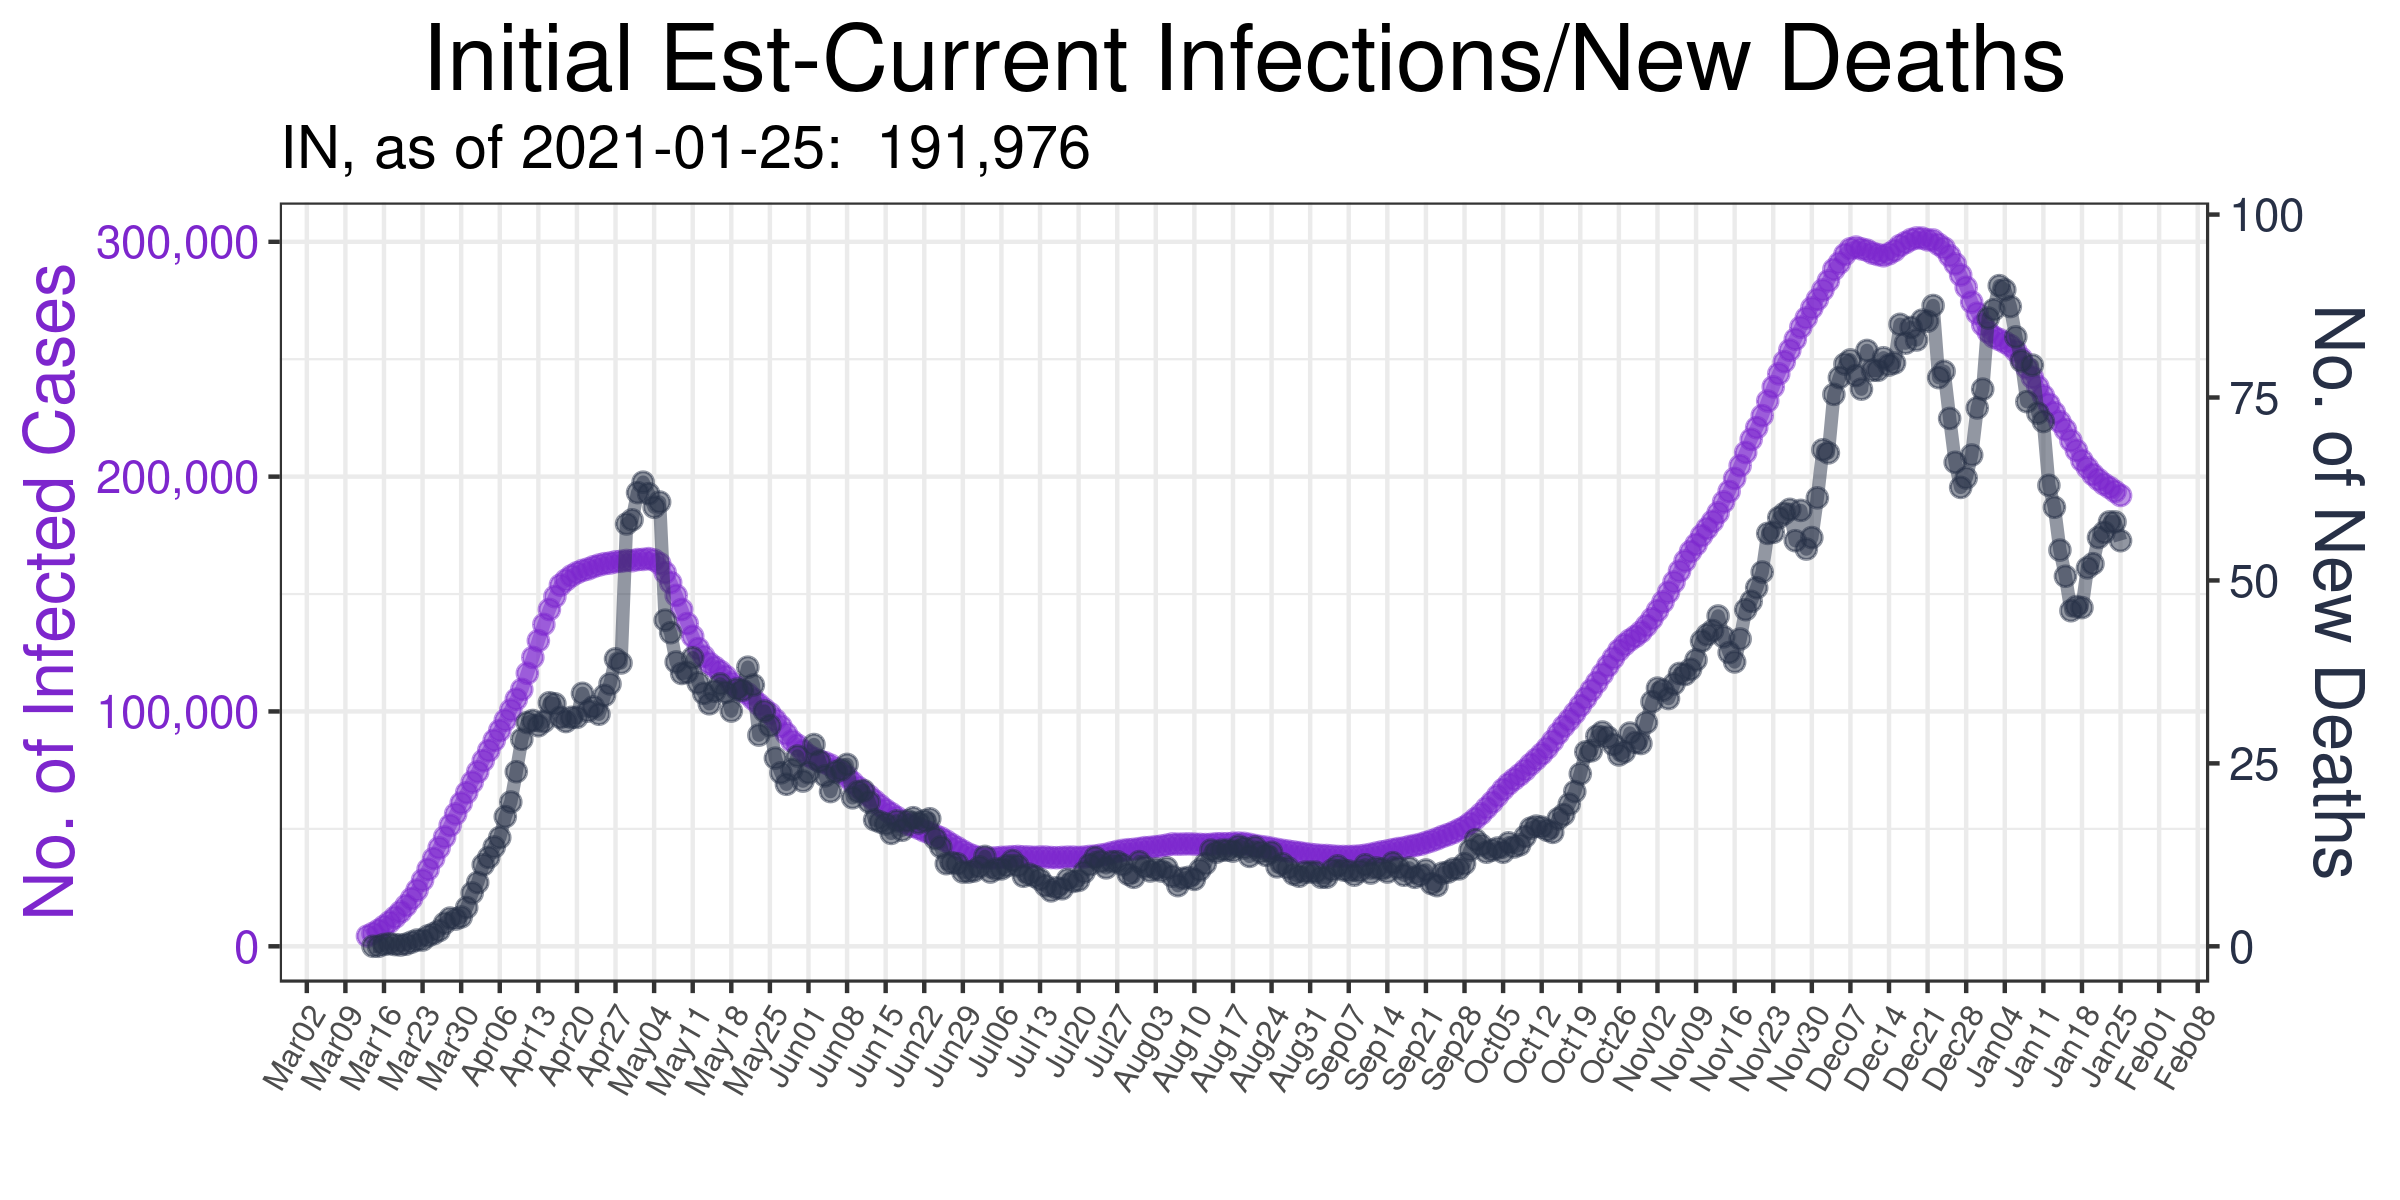 Initial Est-Current Infections/New Deaths
IN, as of 2021-01-25: 191,976
No. of Infected Cases
300,000
200,000
100,000
0
100
75
50
25
0
No. of New Deaths
Mar02
Mar09
Mar16
Mar23
Mar30
Apr06
Apr13
Apr20
Apr27
May04
May11
May18
May25
Jun01
Jun08
Jun15
Jun22
Jun29
Jul06
Jul13
Jul20
Jul27
Aug03
Aug10
Aug17
Aug24
Aug31
Sep07
Sep14
Sep21
Sep28
Oct05
Oct12
Oct19
Oct26
Nov02
Nov09
Nov16
Nov23
Nov30
Dec07
Dec14
Dec21
Dec28
Jan04
Jan11
Jan18
Jan25
Feb01
Feb08